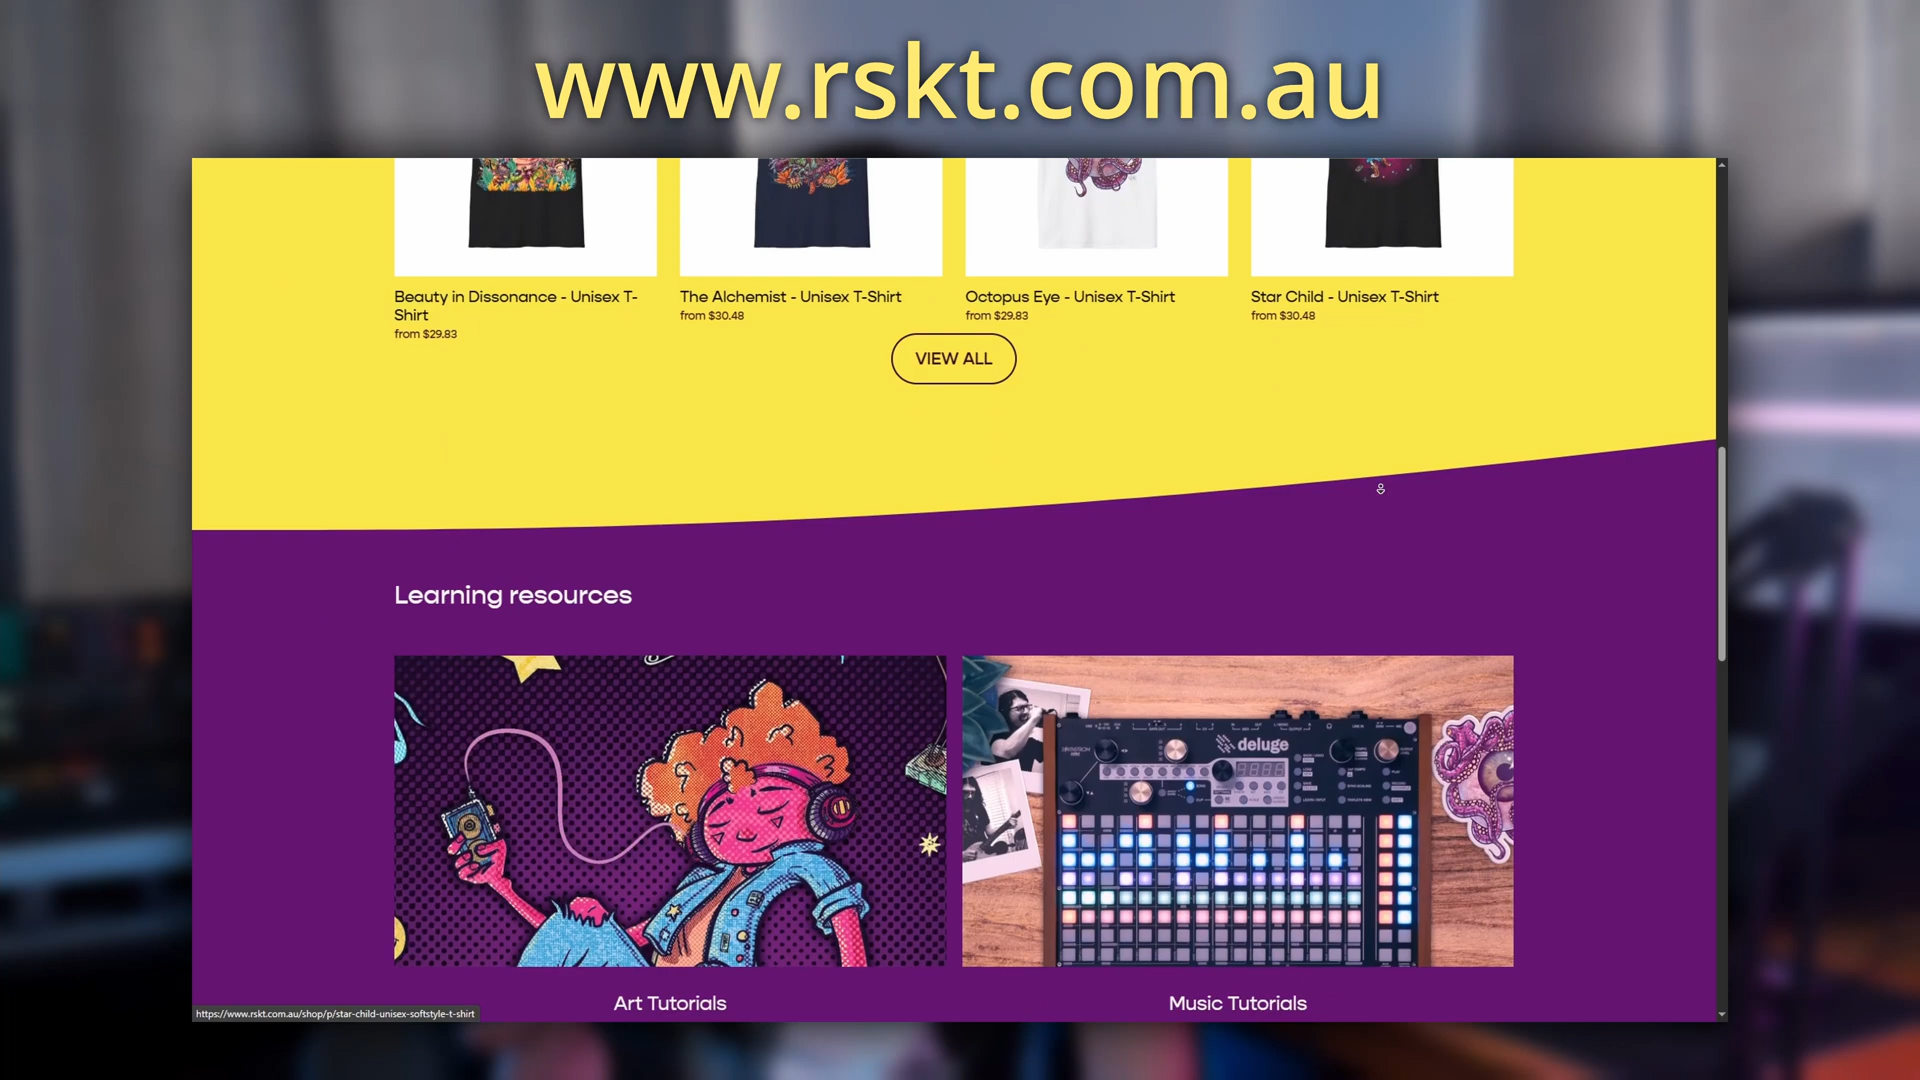 www.rskt.com.au
Beauty in Dissonance - Unisex T-
Shirt
from $29.83
The Alchemist - Unisex T-Shirt
from $30.48
Octopus Eye - Unisex T-Shirt
from $29.83
Star Child - Unisex T-Shirt
from $30.48
VIEW ALL
Learning resources
deluge
Art Tutorials
Music Tutorials
https://www.rskt.com.au/shop/p/star-child-unisex-softstyle-t-shirt